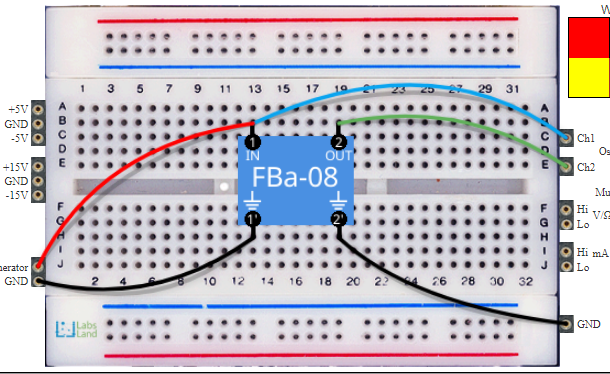 W
1 3 5 7 9 11 13 15 17 19 21 23 25 27 29 31
A A
B B
C C
D D
E E
+5V
GND
-5V
+15V
GND
-15V
Ch1
Ch2
Os
Mu
1 2
IN OUT
FBa-08
1' 2'
F F
G G
H H
I I
J J
Hi V/Ω
Lo
Hi mA
Lo
nerator
GND
2 4 6 8 10 12 14 16 18 20 22 24 26 28 30 32
GND
Labs
Land